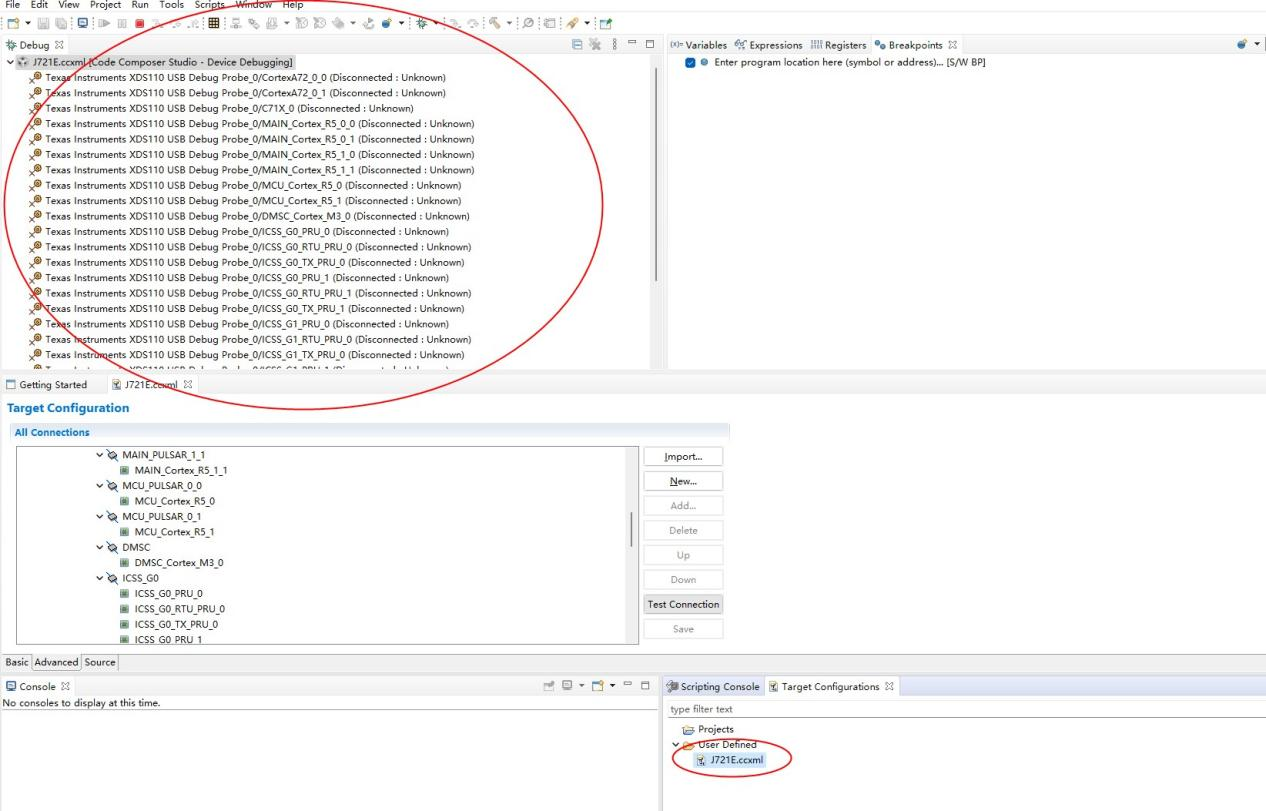 File Edit View Project Run Tools Scripts Window Help
Debug
J721E.ccxml [Code Composer Studio - Device Debugging]
Texas Instruments XDS110 USB Debug Probe_0/CortexA72_0_0 (Disconnected : Unknown)
Texas Instruments XDS110 USB Debug Probe_0/CortexA72_0_1 (Disconnected : Unknown)
Texas Instruments XDS110 USB Debug Probe_0/C71X_0 (Disconnected : Unknown)
Texas Instruments XDS110 USB Debug Probe_0/MAIN_Cortex_R5_0_0 (Disconnected : Unknown)
Texas Instruments XDS110 USB Debug Probe_0/MAIN_Cortex_R5_0_1 (Disconnected : Unknown)
Texas Instruments XDS110 USB Debug Probe_0/MAIN_Cortex_R5_1_0 (Disconnected : Unknown)
Texas Instruments XDS110 USB Debug Probe_0/MAIN_Cortex_R5_1_1 (Disconnected : Unknown)
Texas Instruments XDS110 USB Debug Probe_0/MCU_Cortex_R5_0 (Disconnected : Unknown)
Texas Instruments XDS110 USB Debug Probe_0/MCU_Cortex_R5_1 (Disconnected : Unknown)
Texas Instruments XDS110 USB Debug Probe_0/DMSC_Cortex_M3_0 (Disconnected : Unknown)
Texas Instruments XDS110 USB Debug Probe_0/ICSS_G0_PRU_0 (Disconnected : Unknown)
Texas Instruments XDS110 USB Debug Probe_0/ICSS_G0_RTU_PRU_0 (Disconnected : Unknown)
Texas Instruments XDS110 USB Debug Probe_0/ICSS_G0_TX_PRU_0 (Disconnected : Unknown)
Texas Instruments XDS110 USB Debug Probe_0/ICSS_G0_PRU_1 (Disconnected : Unknown)
Texas Instruments XDS110 USB Debug Probe_0/ICSS_G0_RTU_PRU_1 (Disconnected : Unknown)
Texas Instruments XDS110 USB Debug Probe_0/ICSS_G0_TX_PRU_1 (Disconnected : Unknown)
Texas Instruments XDS110 USB Debug Probe_0/ICSS_G1_PRU_0 (Disconnected : Unknown)
Texas Instruments XDS110 USB Debug Probe_0/ICSS_G1_RTU_PRU_0 (Disconnected : Unknown)
Texas Instruments XDS110 USB Debug Probe_0/ICSS_G1_TX_PRU_0 (Disconnected : Unknown)
(x)= Variables Expressions Registers Breakpoints
Enter program location here (symbol or address)... [S/W BP]
Getting Started J721E.ccxml
Target Configuration
All Connections
MAIN_PULSAR_1_1
MAIN_Cortex_R5_1_1
MCU_PULSAR_0_0
MCU_Cortex_R5_0
MCU_PULSAR_0_1
MCU_Cortex_R5_1
DMSC
DMSC_Cortex_M3_0
ICSS_G0
ICSS_G0_PRU_0
ICSS_G0_RTU_PRU_0
ICSS_G0_TX_PRU_0
ICSS_G0_PRU_1
Import...
New...
Add...
Delete
Up
Down
Test Connection
Save
Basic Advanced Source
Console
No consoles to display at this time.
Scripting Console Target Configurations
type filter text
Projects
User Defined
J721E.ccxml